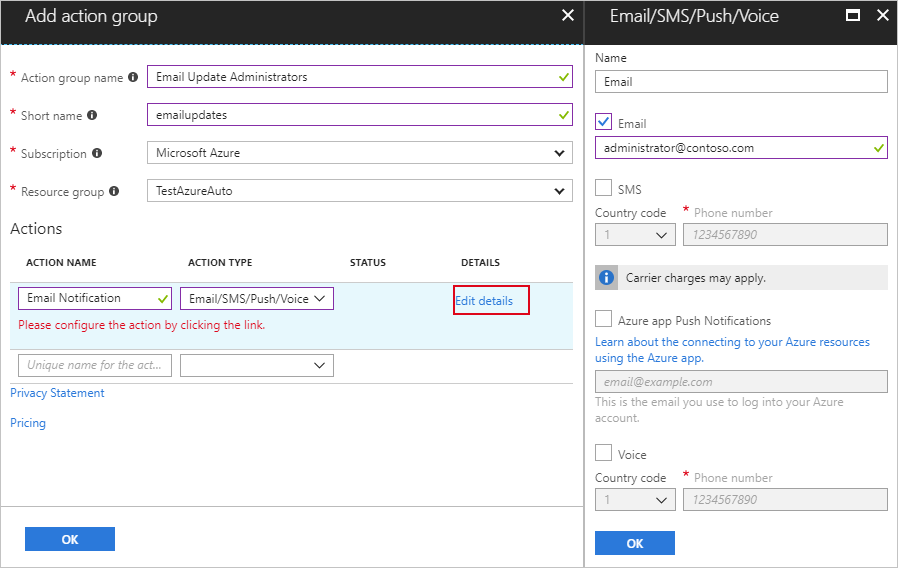 Add action group
* Action group name
Email Update Administrators
* Short name
emailupdates
* Subscription
Microsoft Azure
* Resource group
TestAzureAuto
Actions
ACTION NAME ACTION TYPE STATUS DETAILS
Email Notification Email/SMS/Push/Voice Edit details
Please configure the action by clicking the link.
Unique name for the act...
Privacy Statement
Pricing
OK
Email/SMS/Push/Voice
Name
Email
Email
administrator@contoso.com
SMS
Country code * Phone number
1 1234567890
Carrier charges may apply.
Azure app Push Notifications
Learn about the connecting to your Azure resources
using the Azure app.
email@example.com
This is the email you use to log into your Azure
account.
Voice
Country code * Phone number
1 1234567890
OK